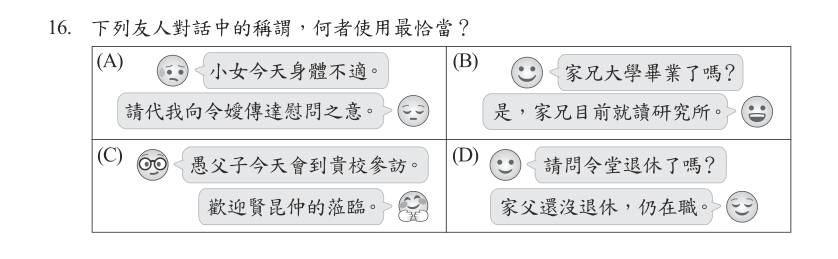 16. 下列友人對話中的稱謂，何者使用最恰當？
(A) 小女今天身體不適。
請代我向令嬡傳達慰問之意。
(B) 家兄大學畢業了嗎？
是，家兄目前就讀研究所。
(C) 愚父子今天會到貴校參訪。
歡迎賢昆仲的蒞臨。
(D) 請問令堂退休了嗎？
家父還沒退休，仍在職。